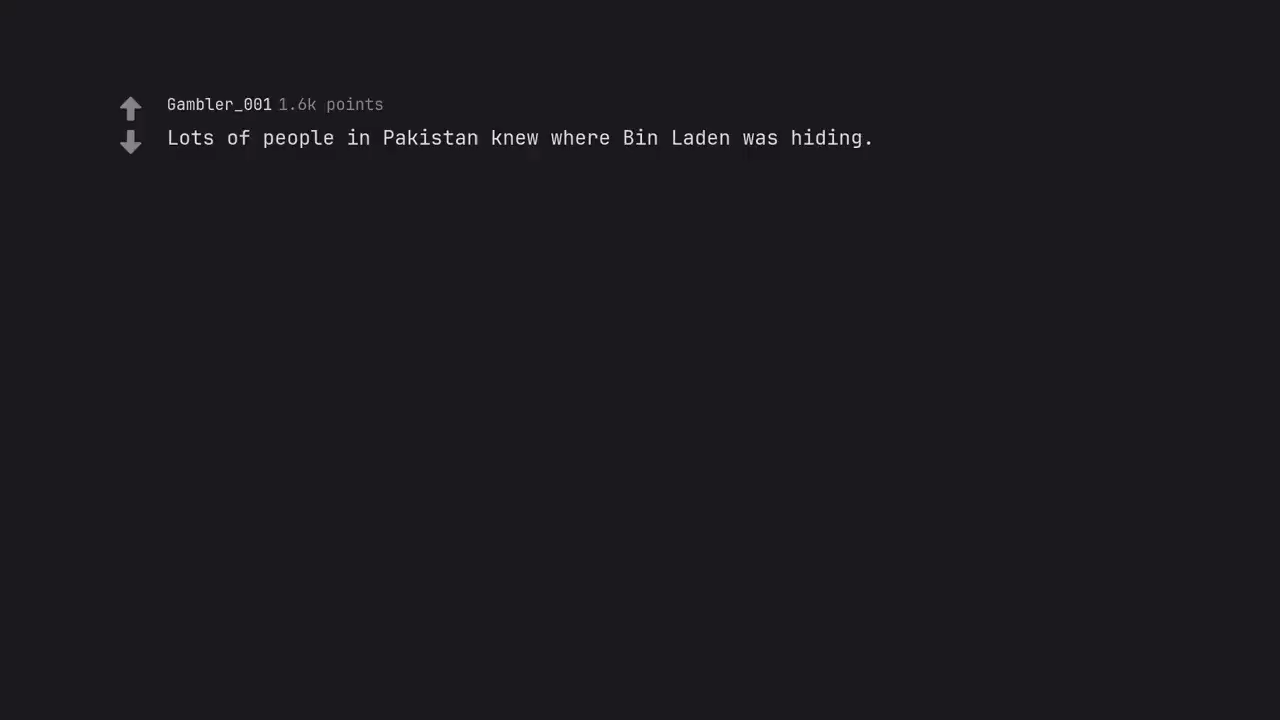 Gambler_001 1.6k points
Lots of people in Pakistan knew where Bin Laden was hiding.